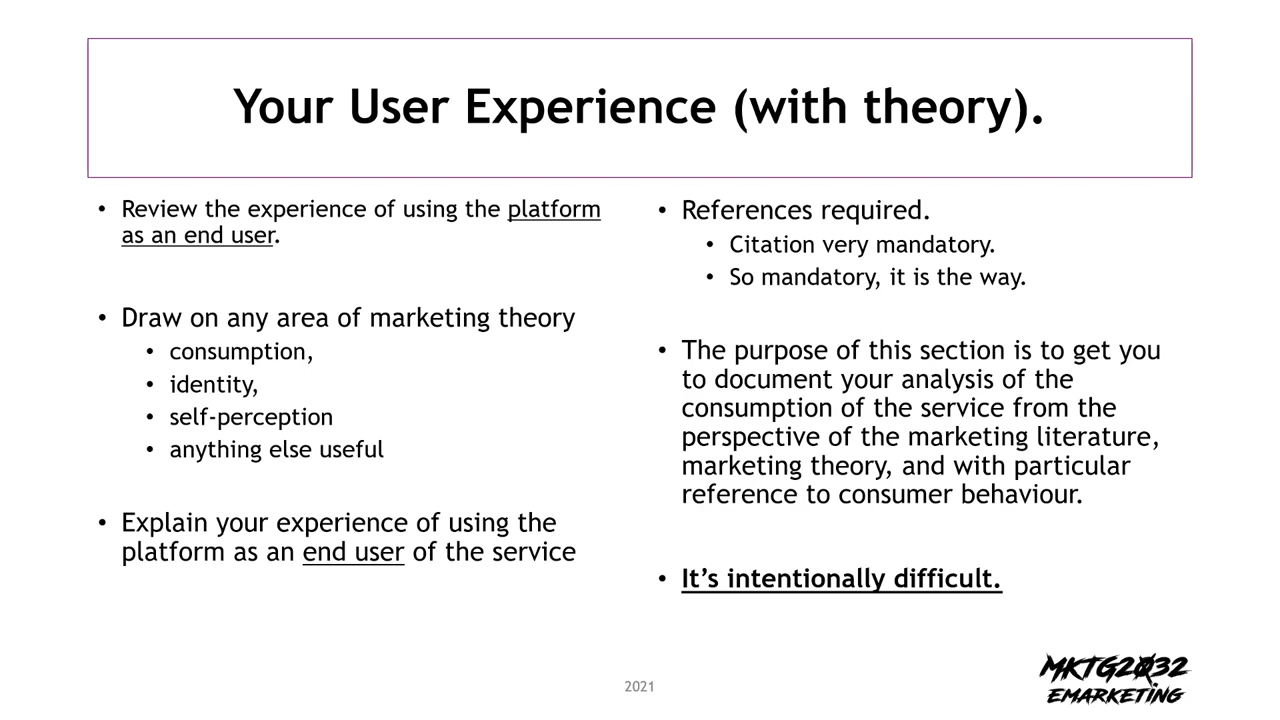 Your User Experience (with theory).
• Review the experience of using the platform
as an end user.
• Draw on any area of marketing theory
• consumption,
• identity,
• self-perception
• anything else useful
• Explain your experience of using the
platform as an end user of the service
• References required.
• Citation very mandatory.
• So mandatory, it is the way.
• The purpose of this section is to get you
to document your analysis of the
consumption of the service from the
perspective of the marketing literature,
marketing theory, and with particular
reference to consumer behaviour.
• It’s intentionally difficult.
2021
MKTG2032
EMARKETING